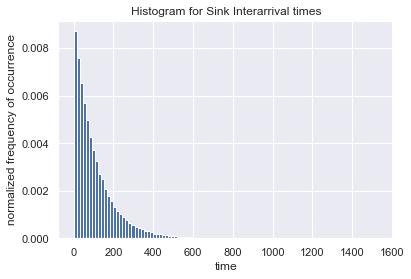 Histogram for Sink Interarrival times
normalized frequency of occurrence
0.008
0.006
0.004
0.002
0.000
0 200 400 600 800 1000 1200 1400 1600
time